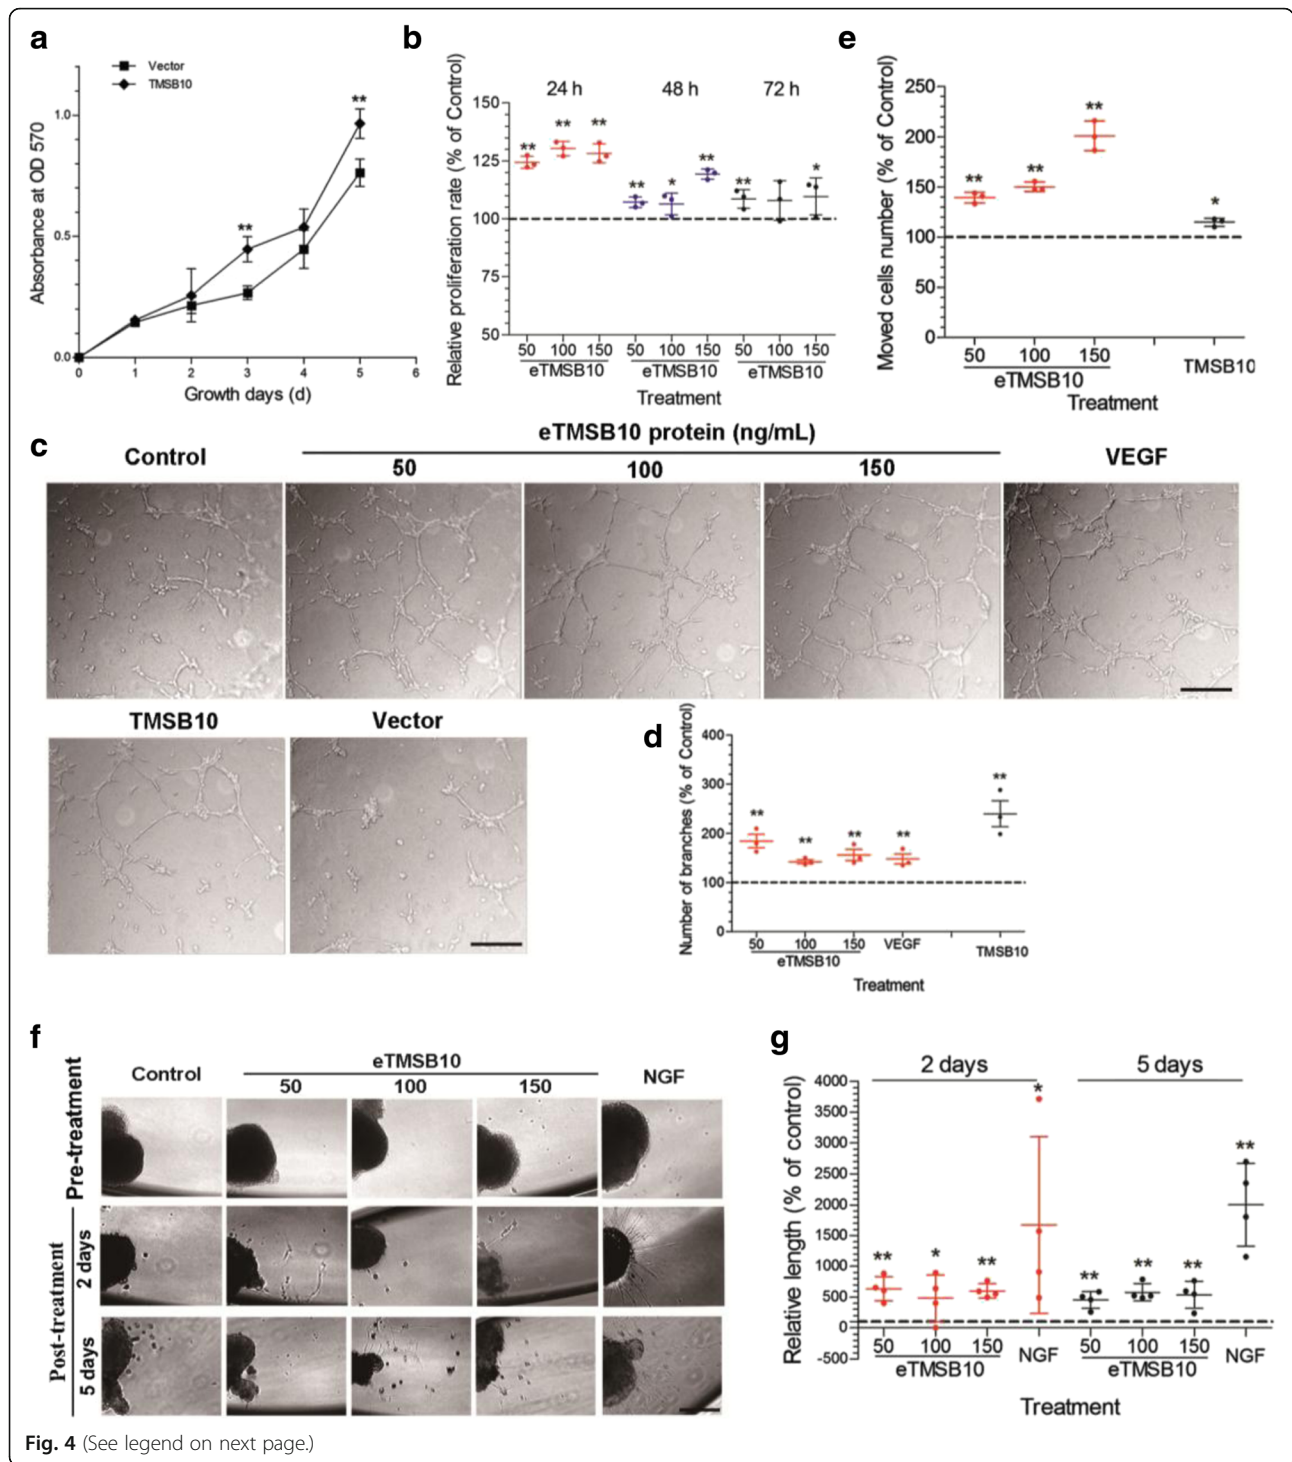 a
Vector
TMSB10
Absorbance at OD 570
1.0
0.5
0.0
**
**
0 1 2 3 4 5 6
Growth days (d)
b
Relative proliferation rate (% of Control)
24 h 48 h 72 h
150
125
100
75
50
** ** ** ** * ** ** *
50 100 150 50 100 150 50 100 150
eTMSB10 eTMSB10 eTMSB10
Treatment
e
Moved cells number (% of Control)
250
200
150
100
50
0
** ** ** *
50 100 150
eTMSB10
TMSB10
Treatment
c
eTMSB10 protein (ng/mL)
Control 50 100 150 VEGF
TMSB10 Vector
d
Number of branches (% of Control)
400
300
200
100
0
** ** ** ** **
50 100 150 VEGF TMSB10
eTMSB10
Treatment
f
eTMSB10
Control 50 100 150 NGF
Pre-treatment
Post-treatment
2 days
5 days
g
2 days 5 days
Relative length (% of control)
4000
3500
3000
2500
2000
1500
1000
500
0
-500
** * ** * ** ** ** **
50 100 150 NGF 50 100 150 NGF
eTMSB10 eTMSB10
Treatment
Fig. 4 (See legend on next page.)